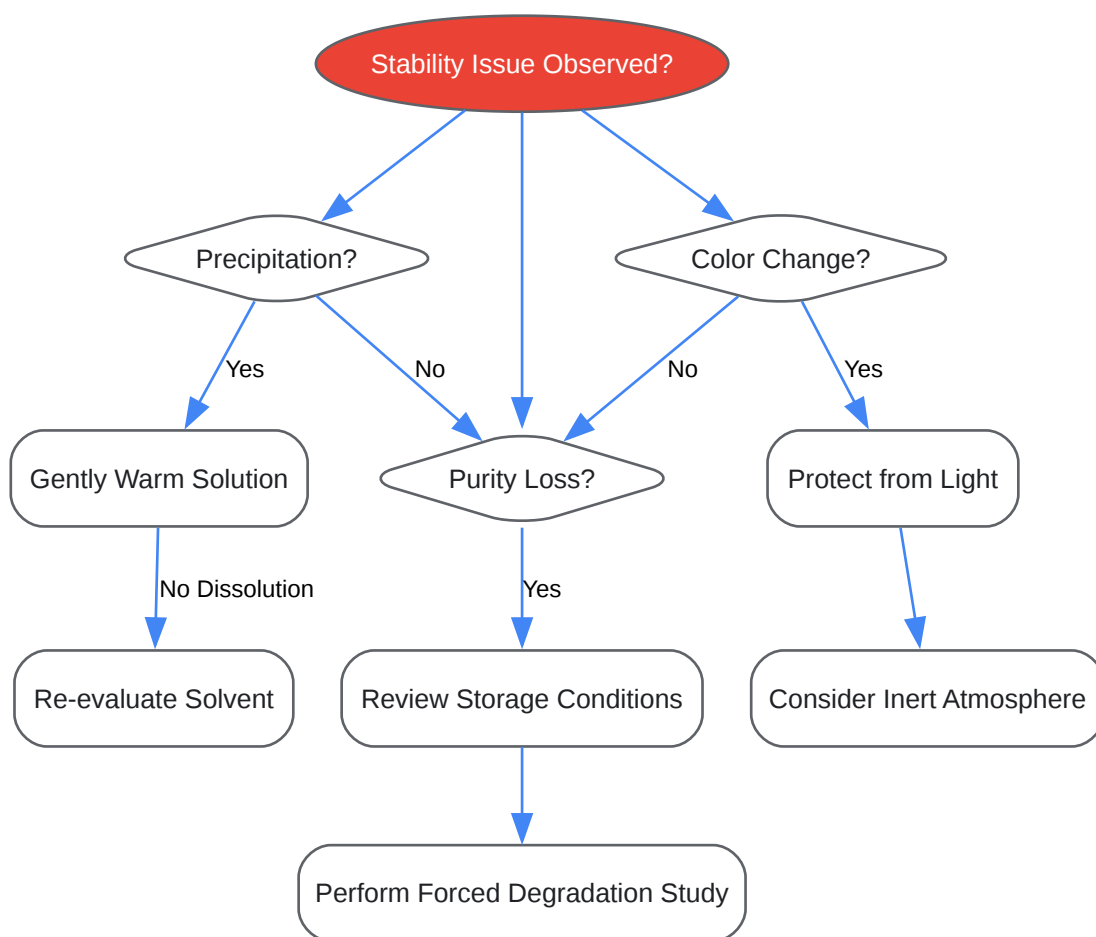 Stability Issue Observed?
Precipitation?
Color Change?
Yes
No
No
Yes
Gently Warm Solution
Purity Loss?
Protect from Light
No Dissolution
Yes
Re-evaluate Solvent
Review Storage Conditions
Consider Inert Atmosphere
Perform Forced Degradation Study